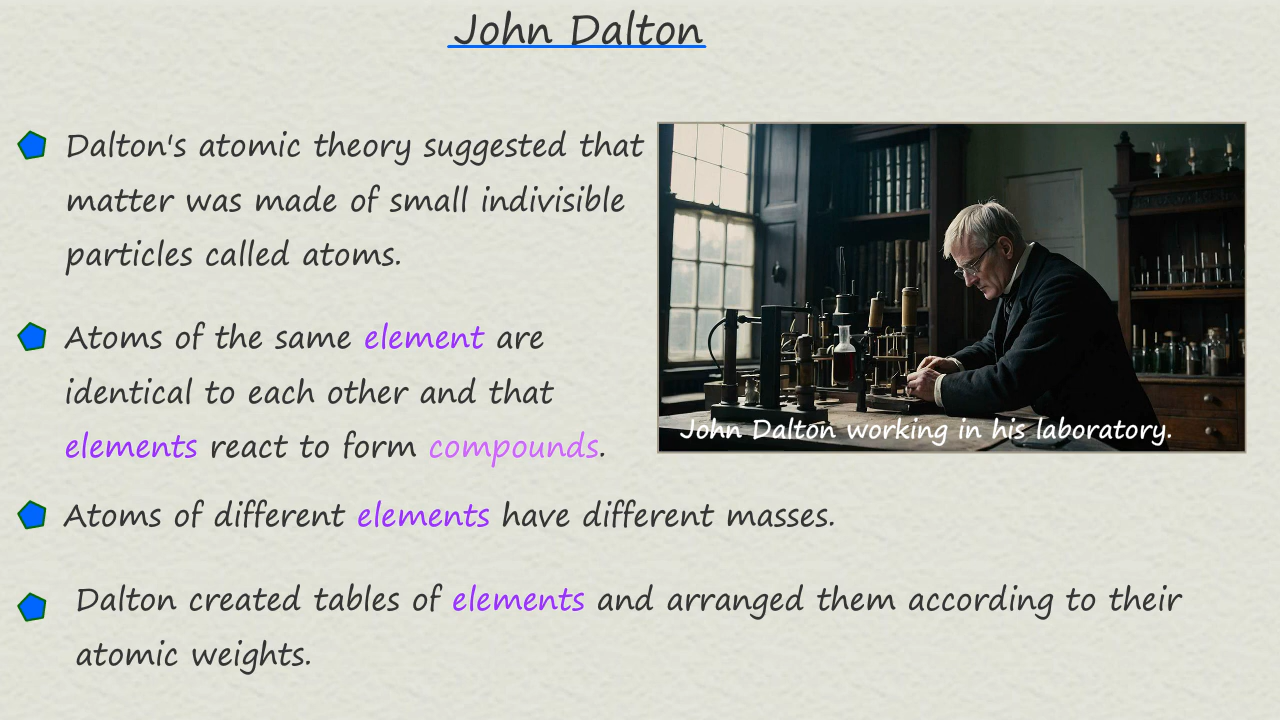 John Dalton
Dalton's atomic theory suggested that
matter was made of small indivisible
particles called atoms.
Atoms of the same element are
identical to each other and that
elements react to form compounds.
John Dalton working in his laboratory.
Atoms of different elements have different masses.
Dalton created tables of elements and arranged them according to their
atomic weights.